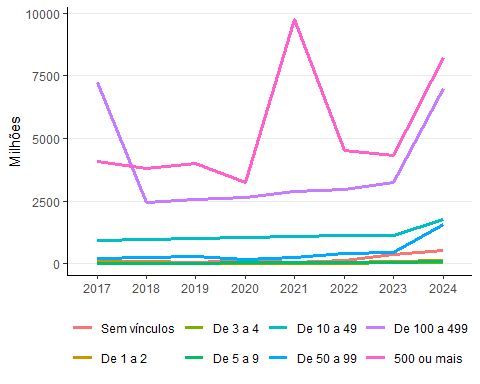 10000
7500
5000
2500
0
Milhões
2017 2018 2019 2020 2021 2022 2023 2024
Sem vínculos De 3 a 4 De 10 a 49 De 100 a 499
De 1 a 2 De 5 a 9 De 50 a 99 500 ou mais